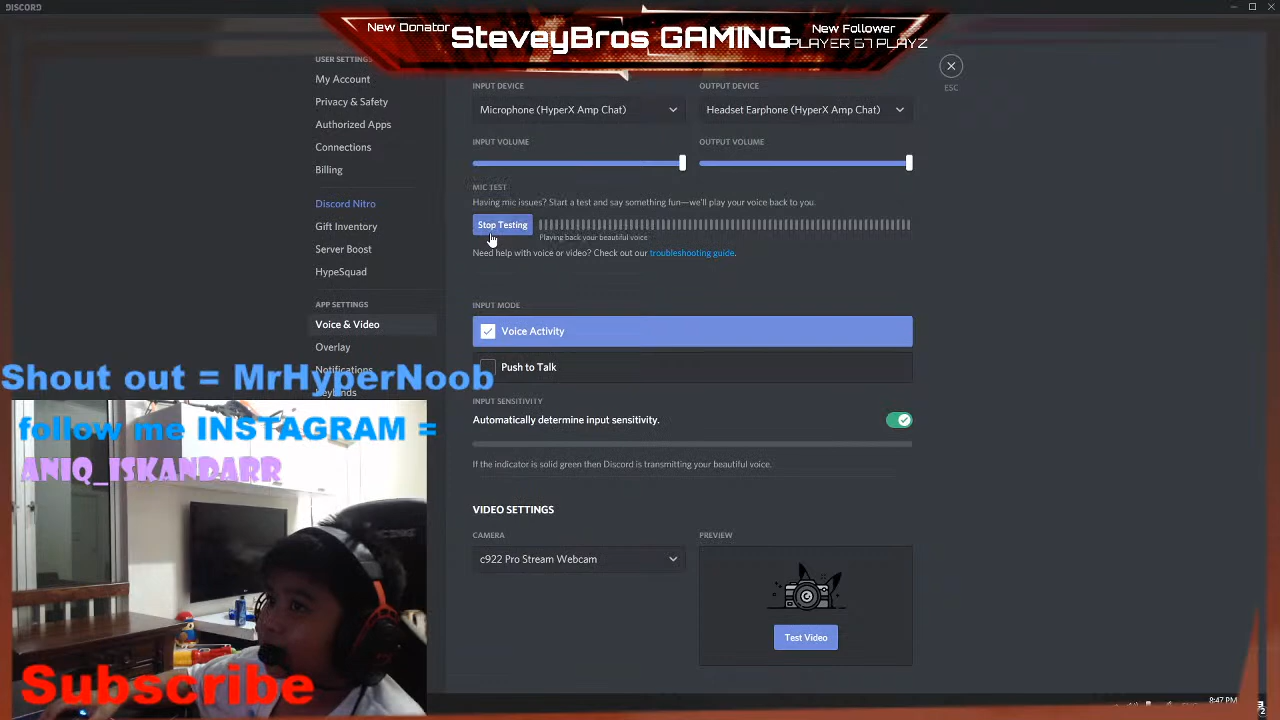 DISCORD
New Donator
SteveyBros GAMING
New Follower
PLAYER 57 PLAYZ
USER SETTINGS
My Account
Privacy & Safety
Authorized Apps
Connections
Billing
Discord Nitro
Gift Inventory
Server Boost
HypeSquad
APP SETTINGS
Voice & Video
Overlay
Notifications
Keybinds
INPUT DEVICE
Microphone (HyperX Amp Chat)
OUTPUT DEVICE
Headset Earphone (HyperX Amp Chat)
ESC
INPUT VOLUME
OUTPUT VOLUME
MIC TEST
Having mic issues? Start a test and say something fun—we'll play your voice back to you.
Stop Testing
Playing back your beautiful voice
Need help with voice or video? Check out our troubleshooting guide.
INPUT MODE
Voice Activity
Push to Talk
INPUT SENSITIVITY
Automatically determine input sensitivity.
If the indicator is solid green then Discord is transmitting your beautiful voice.
VIDEO SETTINGS
CAMERA
c922 Pro Stream Webcam
PREVIEW
Test Video
Shout out = MrHyperNoob
follow me INSTAGRAM =
ANIQ_ISKANDARR
Subscribe
8:47 PM